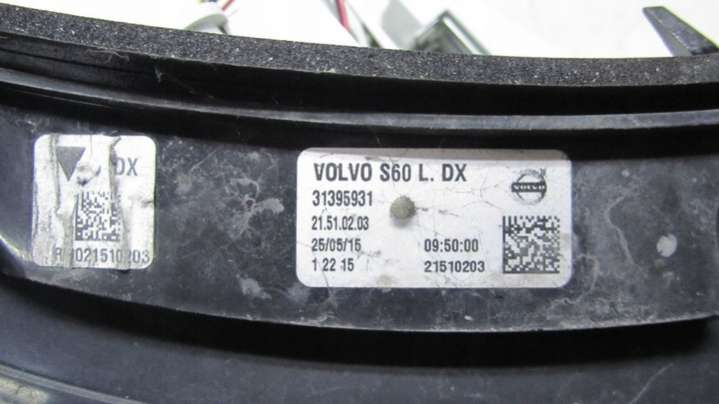 DX
021510203
VOLVO S60 L. DX
31395931
VOLVO
21.51.02.03
25/05/15 09:50:00
1 22 15 21510203